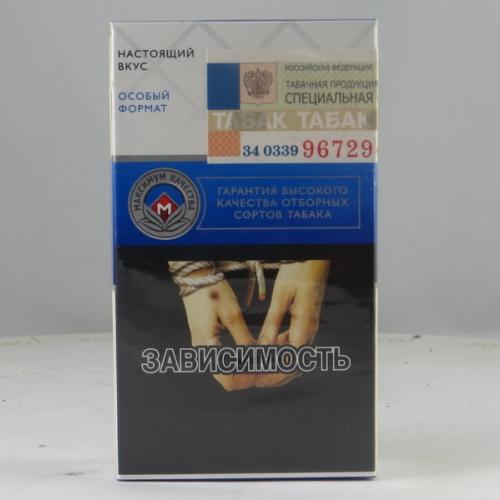 НАСТОЯЩИЙ
ВКУС
ОСОБЫЙ
ФОРМАТ
РОССИЙСКАЯ ФЕДЕРАЦИЯ
ТАБАЧНАЯ ПРОДУКЦИЯ
СПЕЦИАЛЬНАЯ
ТАБАК ТАБАК
34 0339 96729
МАКСИМУМ КАЧЕСТВА
М
ГАРАНТИЯ ВЫСОКОГО
КАЧЕСТВА ОТБОРНЫХ
СОРТОВ ТАБАКА
ЗАВИСИМОСТЬ